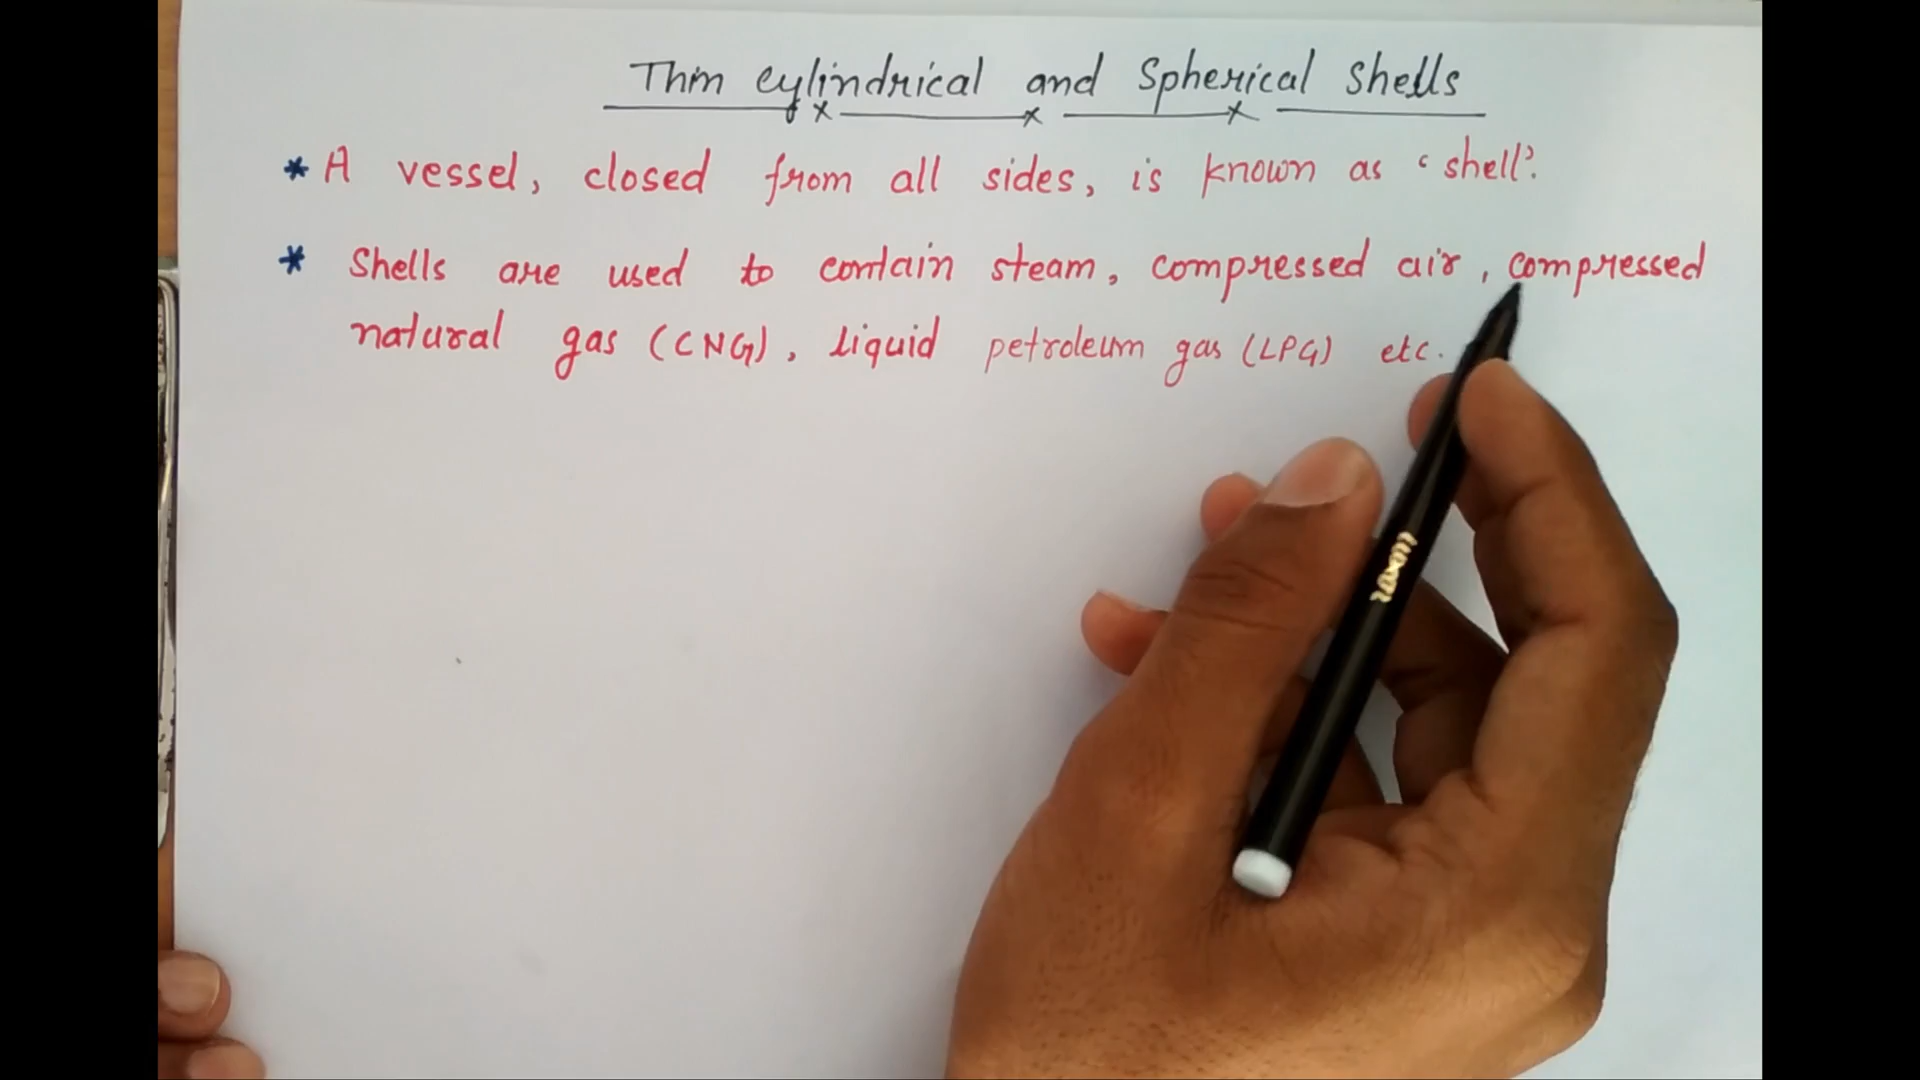 Thin cylindrical and Spherical Shells
* A vessel, closed from all sides, is known as 'shell'.
* Shells are used to contain steam, compressed air, compressed
natural gas (CNG), liquid petroleum gas (LPG) etc.
luxor